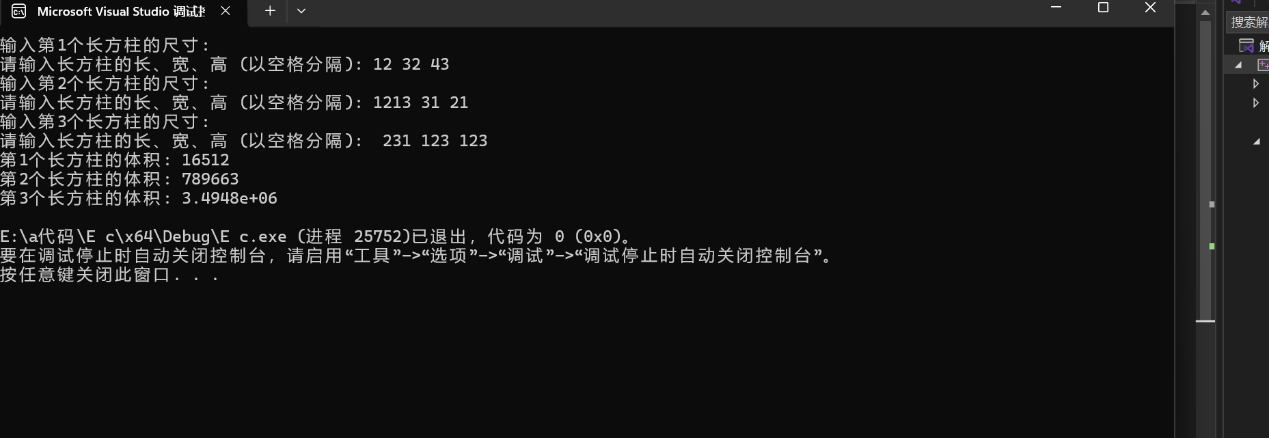 Microsoft Visual Studio 调试控
搜索解
解
输入第1个长方柱的尺寸:
请输入长方柱的长、宽、高 (以空格分隔): 12 32 43
输入第2个长方柱的尺寸:
请输入长方柱的长、宽、高 (以空格分隔): 1213 31 21
输入第3个长方柱的尺寸:
请输入长方柱的长、宽、高 (以空格分隔):  231 123 123
第1个长方柱的体积: 16512
第2个长方柱的体积: 789663
第3个长方柱的体积: 3.4948e+06
E:\a代码\E c\x64\Debug\E c.exe (进程 25752)已退出，代码为 0 (0x0)。
要在调试停止时自动关闭控制台，请启用“工具”->“选项”->“调试”->“调试停止时自动关闭控制台”。
按任意键关闭此窗口. . .